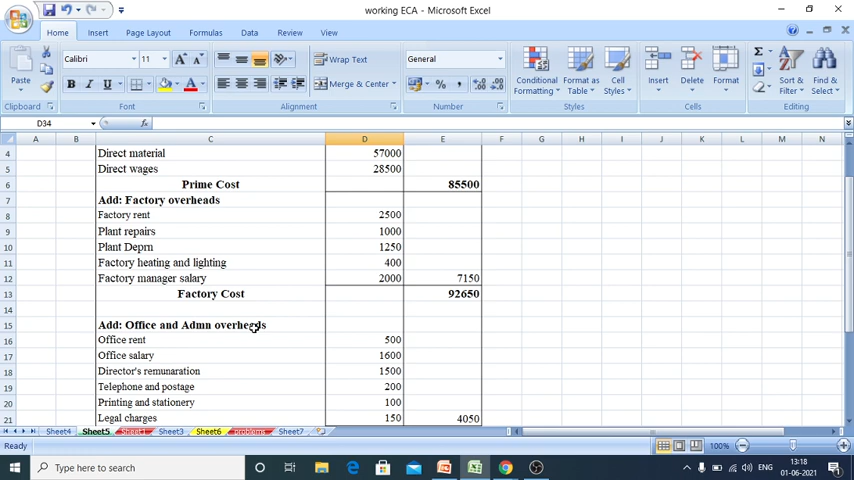 working ECA - Microsoft Excel
Home Insert Page Layout Formulas Data Review View
Calibri 11 A A Wrap Text General
Paste B I U A Merge & Center % , Conditional Formatting Format as Table Cell Styles Insert Delete Format Σ Sort & Filter Find & Select
Clipboard Font Alignment Number Styles Cells Editing
D34 fx
A B C D E F G H I J K L M N
4 Direct material 57000
5 Direct wages 28500
6 Prime Cost 85500
7 Add: Factory overheads
8 Factory rent 2500
9 Plant repairs 1000
10 Plant Deprn 1250
11 Factory heating and lighting 400
12 Factory manager salary 2000 7150
13 Factory Cost 92650
14
15 Add: Office and Admn overheads
16 Office rent 500
17 Office salary 1600
18 Director's remunaration 1500
19 Telephone and postage 200
20 Printing and stationery 100
21 Legal charges 150 4050
Sheet4 Sheet5 Sheet1 Sheet3 Sheet6 problems Sheet7
Ready 100%
Type here to search ENG 13:18
01-06-2021